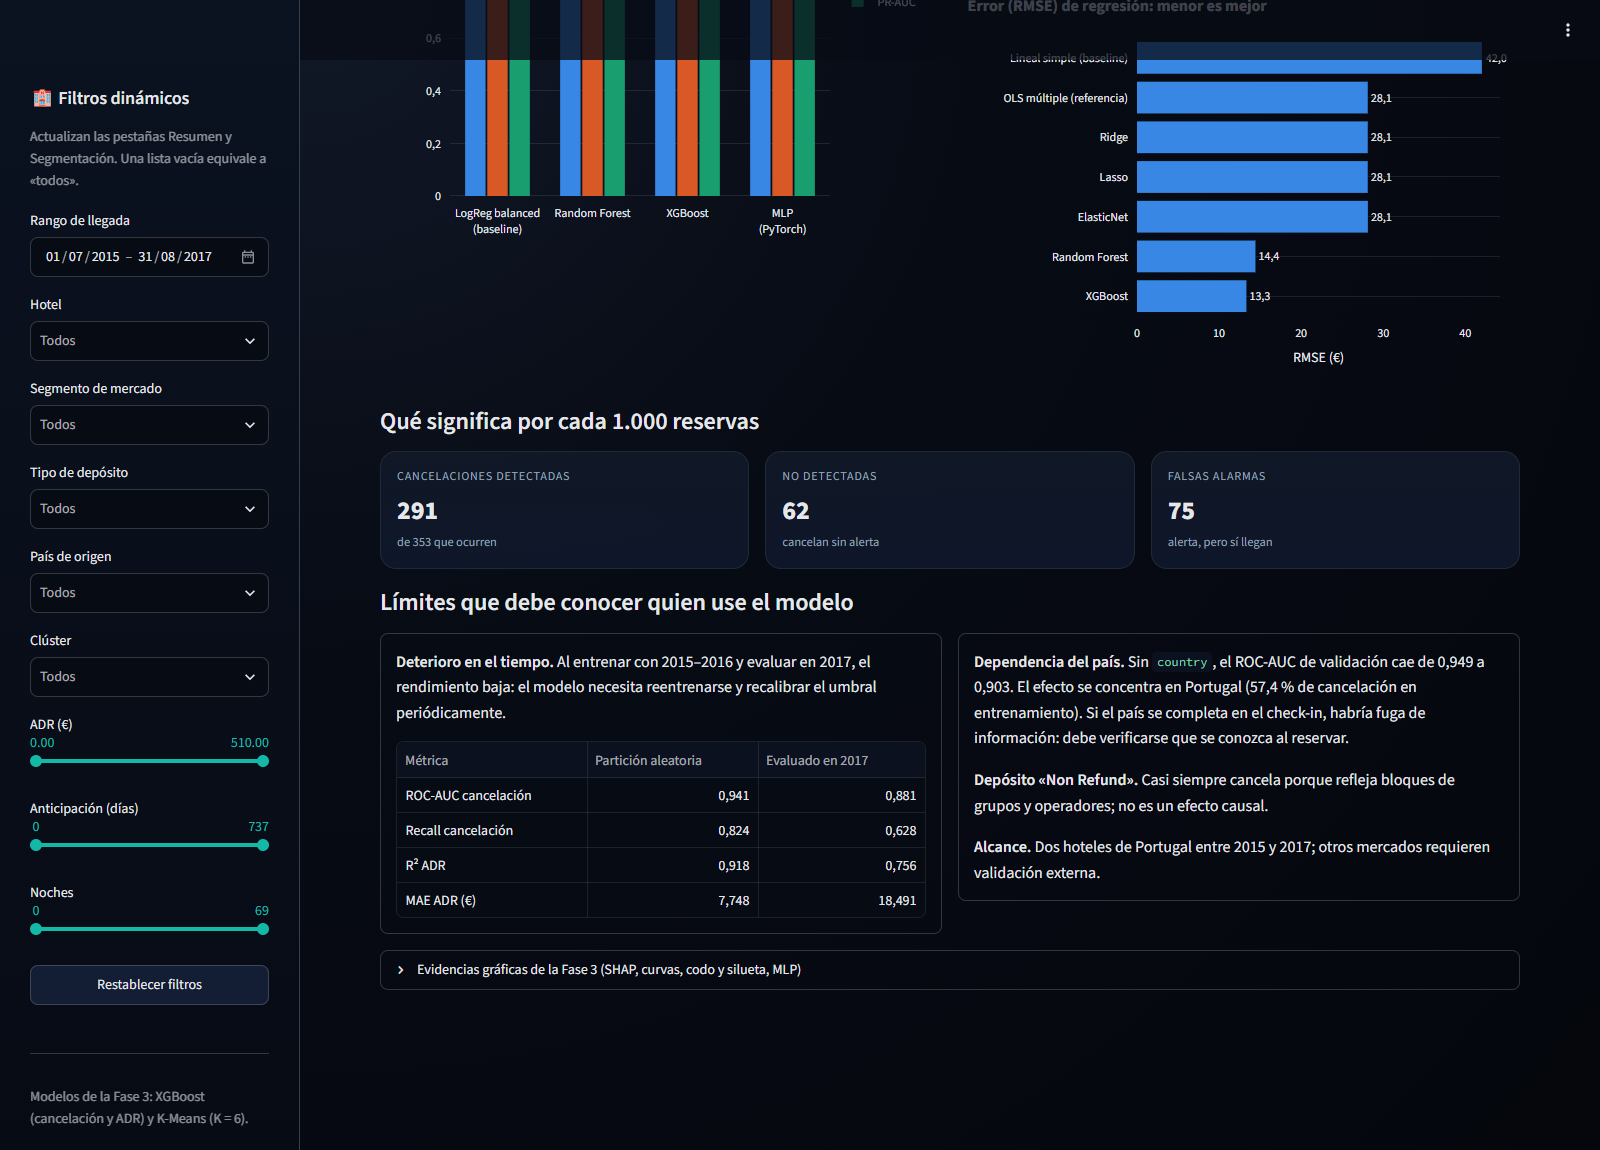 Filtros dinámicos
Actualizan las pestañas Resumen y
Segmentación. Una lista vacía equivale a
«todos».
Rango de llegada
01/07/2015 – 31/08/2017
Hotel
Todos
Segmento de mercado
Todos
Tipo de depósito
Todos
País de origen
Todos
Clúster
Todos
ADR (€)
0.00 510.00
Anticipación (días)
0 737
Noches
0 69
Restablecer filtros
Modelos de la Fase 3: XGBoost
(cancelación y ADR) y K-Means (K = 6).
PR-AUC
0,6
0,4
0,2
0
LogReg balanced
(baseline)
Random Forest
XGBoost
MLP
(PyTorch)
Error (RMSE) de regresión: menor es mejor
Lineal simple (baseline) 42,0
OLS múltiple (referencia) 28,1
Ridge 28,1
Lasso 28,1
ElasticNet 28,1
Random Forest 14,4
XGBoost 13,3
0 10 20 30 40
RMSE (€)
Qué significa por cada 1.000 reservas
CANCELACIONES DETECTADAS
291
de 353 que ocurren
NO DETECTADAS
62
cancelan sin alerta
FALSAS ALARMAS
75
alerta, pero sí llegan
Límites que debe conocer quien use el modelo
Deterioro en el tiempo. Al entrenar con 2015–2016 y evaluar en 2017, el
rendimiento baja: el modelo necesita reentrenarse y recalibrar el umbral
periódicamente.
Métrica Partición aleatoria Evaluado en 2017
ROC-AUC cancelación 0,941 0,881
Recall cancelación 0,824 0,628
R² ADR 0,918 0,756
MAE ADR (€) 7,748 18,491
Dependencia del país. Sin country, el ROC-AUC de validación cae de 0,949 a
0,903. El efecto se concentra en Portugal (57,4 % de cancelación en
entrenamiento). Si el país se completa en el check-in, habría fuga de
información: debe verificarse que se conozca al reservar.
Depósito «Non Refund». Casi siempre cancela porque refleja bloques de
grupos y operadores; no es un efecto causal.
Alcance. Dos hoteles de Portugal entre 2015 y 2017; otros mercados requieren
validación externa.
Evidencias gráficas de la Fase 3 (SHAP, curvas, codo y silueta, MLP)